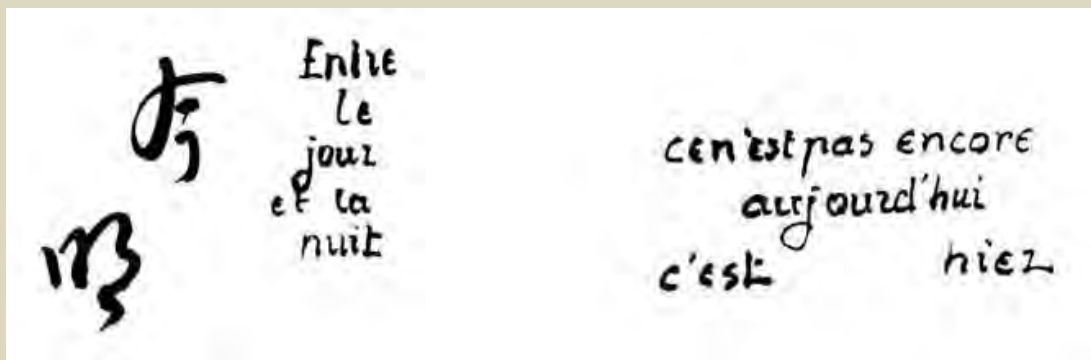 Entre
le
jour
et la
nuit
ce n'est pas encore
aujourd'hui
c'est hier